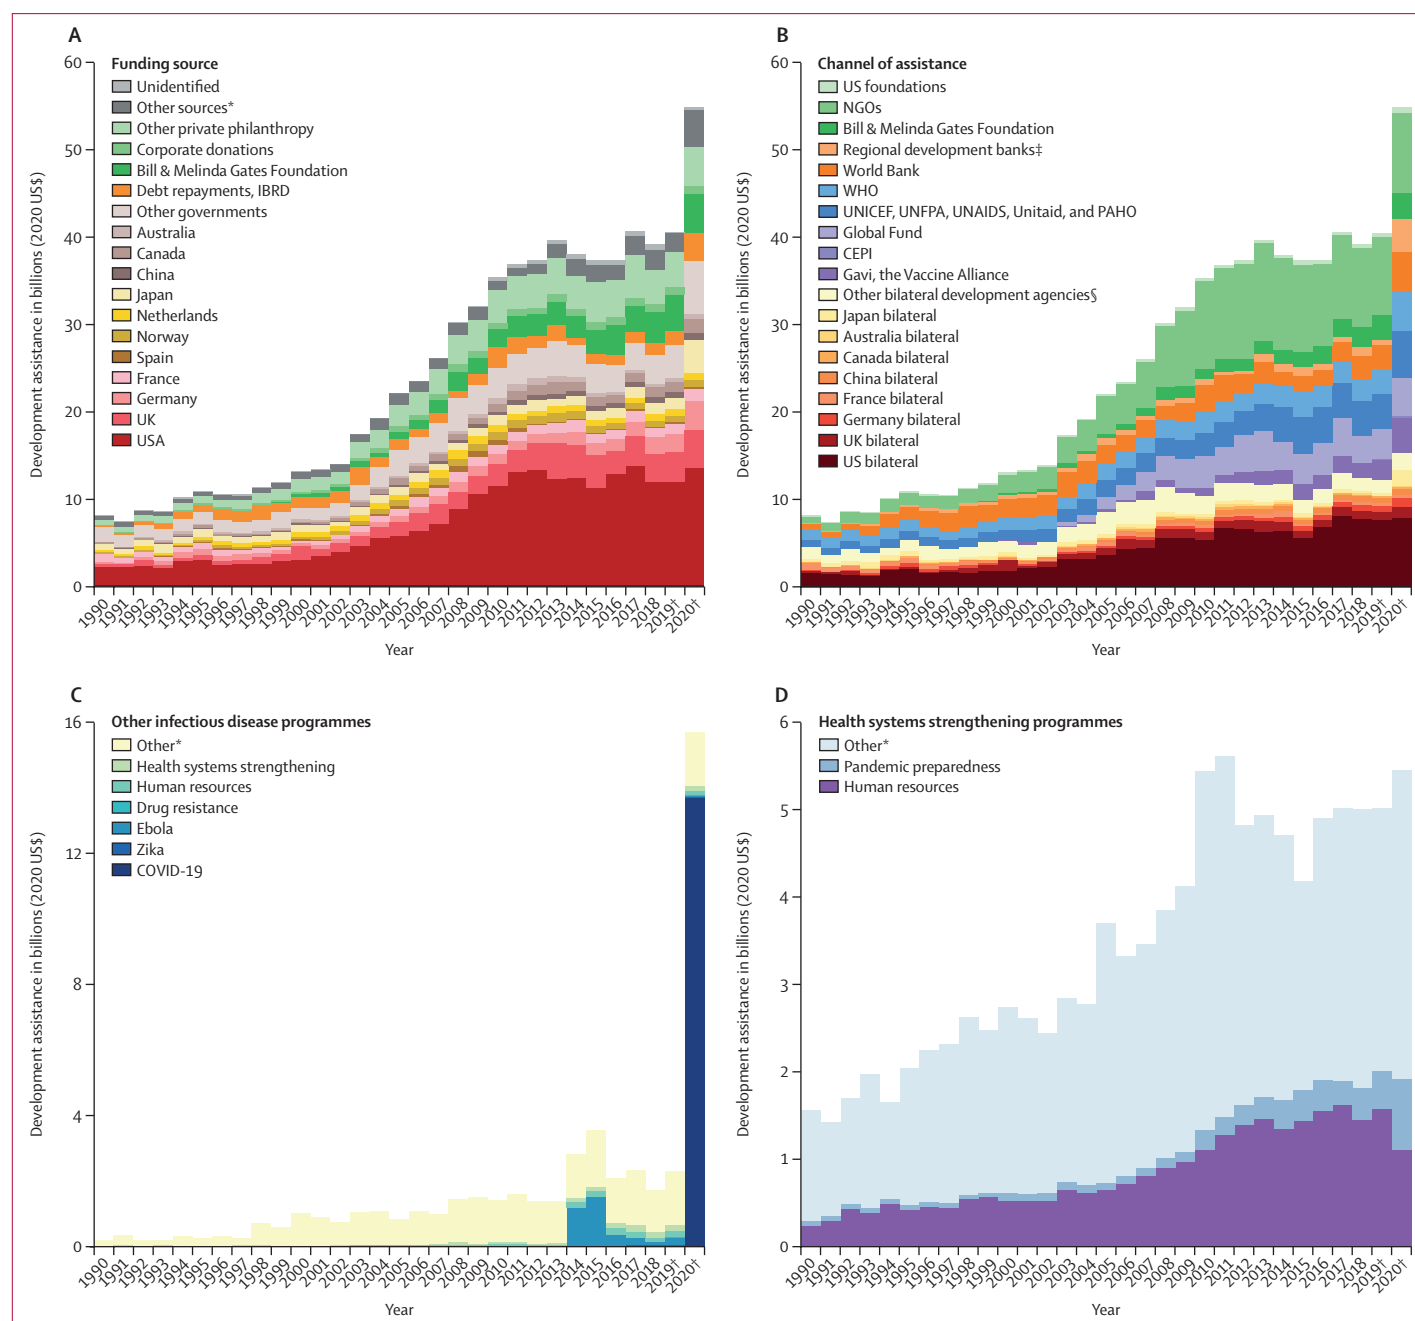 A
Development assistance in billions (2020 US$)
60
50
40
30
20
10
0
Funding source
Unidentified
Other sources*
Other private philanthropy
Corporate donations
Bill & Melinda Gates Foundation
Debt repayments, IBRD
Other governments
Australia
Canada
China
Japan
Netherlands
Norway
Spain
France
Germany
UK
USA
1990 1991 1992 1993 1994 1995 1996 1997 1998 1999 2000 2001 2002 2003 2004 2005 2006 2007 2008 2009 2010 2011 2012 2013 2014 2015 2016 2017 2018 2019† 2020†
Year
B
Development assistance in billions (2020 US$)
60
50
40
30
20
10
0
Channel of assistance
US foundations
NGOs
Bill & Melinda Gates Foundation
Regional development banks‡
World Bank
WHO
UNICEF, UNFPA, UNAIDS, Unitaid, and PAHO
Global Fund
CEPI
Gavi, the Vaccine Alliance
Other bilateral development agencies§
Japan bilateral
Australia bilateral
Canada bilateral
China bilateral
France bilateral
Germany bilateral
UK bilateral
US bilateral
1990 1991 1992 1993 1994 1995 1996 1997 1998 1999 2000 2001 2002 2003 2004 2005 2006 2007 2008 2009 2010 2011 2012 2013 2014 2015 2016 2017 2018 2019† 2020†
Year
C
Development assistance in billions (2020 US$)
16
12
8
4
0
Other infectious disease programmes
Other*
Health systems strengthening
Human resources
Drug resistance
Ebola
Zika
COVID-19
1990 1991 1992 1993 1994 1995 1996 1997 1998 1999 2000 2001 2002 2003 2004 2005 2006 2007 2008 2009 2010 2011 2012 2013 2014 2015 2016 2017 2018 2019† 2020†
Year
D
Development assistance in billions (2020 US$)
6
5
4
3
2
1
0
Health systems strengthening programmes
Other*
Pandemic preparedness
Human resources
1990 1991 1992 1993 1994 1995 1996 1997 1998 1999 2000 2001 2002 2003 2004 2005 2006 2007 2008 2009 2010 2011 2012 2013 2014 2015 2016 2017 2018 2019† 2020†
Year